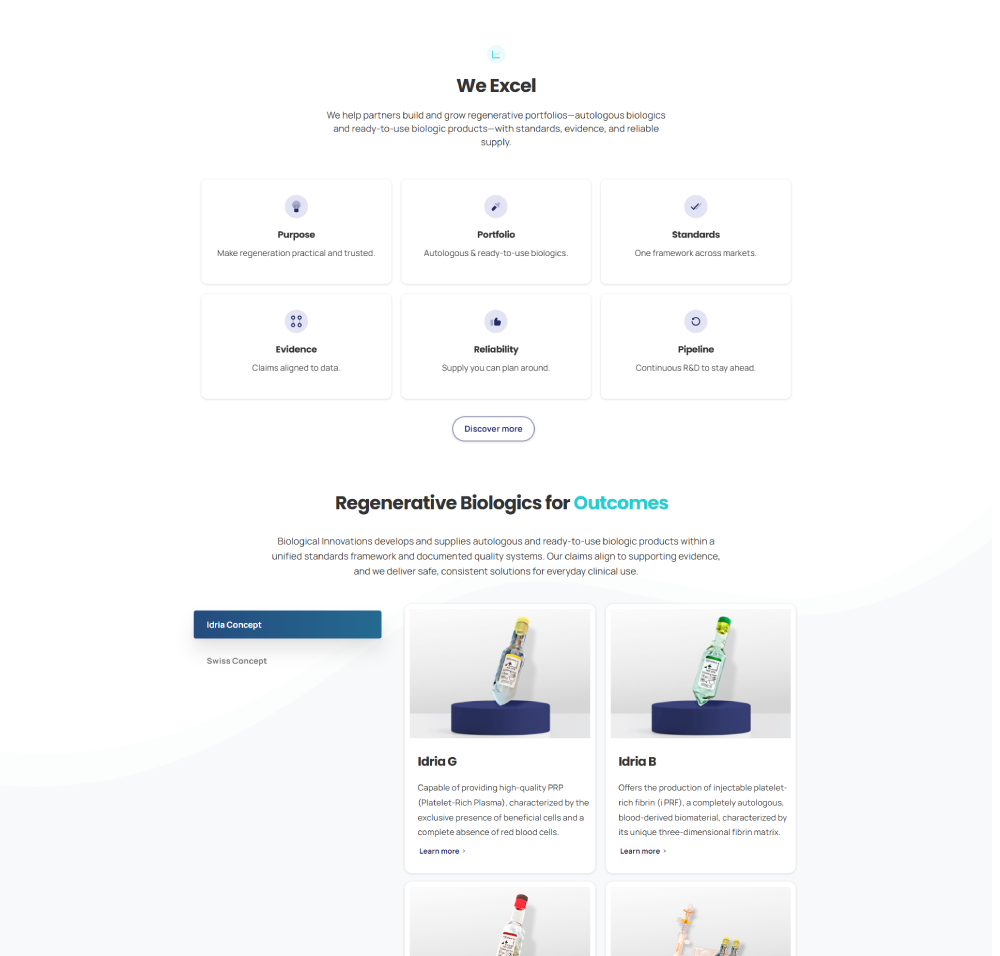 We Excel
We help partners build and grow regenerative portfolios—autologous biologics
and ready-to-use biologic products—with standards, evidence, and reliable
supply.
Purpose
Make regeneration practical and trusted.
Portfolio
Autologous & ready-to-use biologics.
Standards
One framework across markets.
Evidence
Claims aligned to data.
Reliability
Supply you can plan around.
Pipeline
Continuous R&D to stay ahead.
Discover more
Regenerative Biologics for Outcomes
Biological Innovations develops and supplies autologous and ready-to-use biologic products within a
unified standards framework and documented quality systems. Our claims align to supporting evidence,
and we deliver safe, consistent solutions for everyday clinical use.
Idria Concept
Swiss Concept
Idria G
Capable of providing high-quality PRP
(Platelet-Rich Plasma), characterized by the
exclusive presence of beneficial cells and a
complete absence of red blood cells.
Learn more ›
Idria B
Offers the production of injectable platelet-
rich fibrin (i PRF), a completely autologous,
blood-derived biomaterial, characterized by
its unique three-dimensional fibrin matrix.
Learn more ›